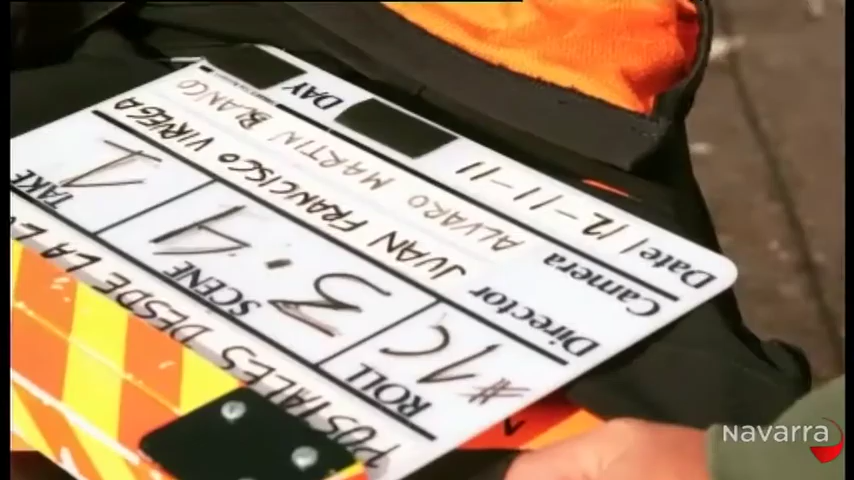 POSTALES DESDE LA L
ROLL SCENE TAKE
#1C 3.4 1
Director JUAN FRANCISCO VIRUEGA
Camera ALVARO MARTIN BLANCO
Date/12-11-11 DAY
navarra